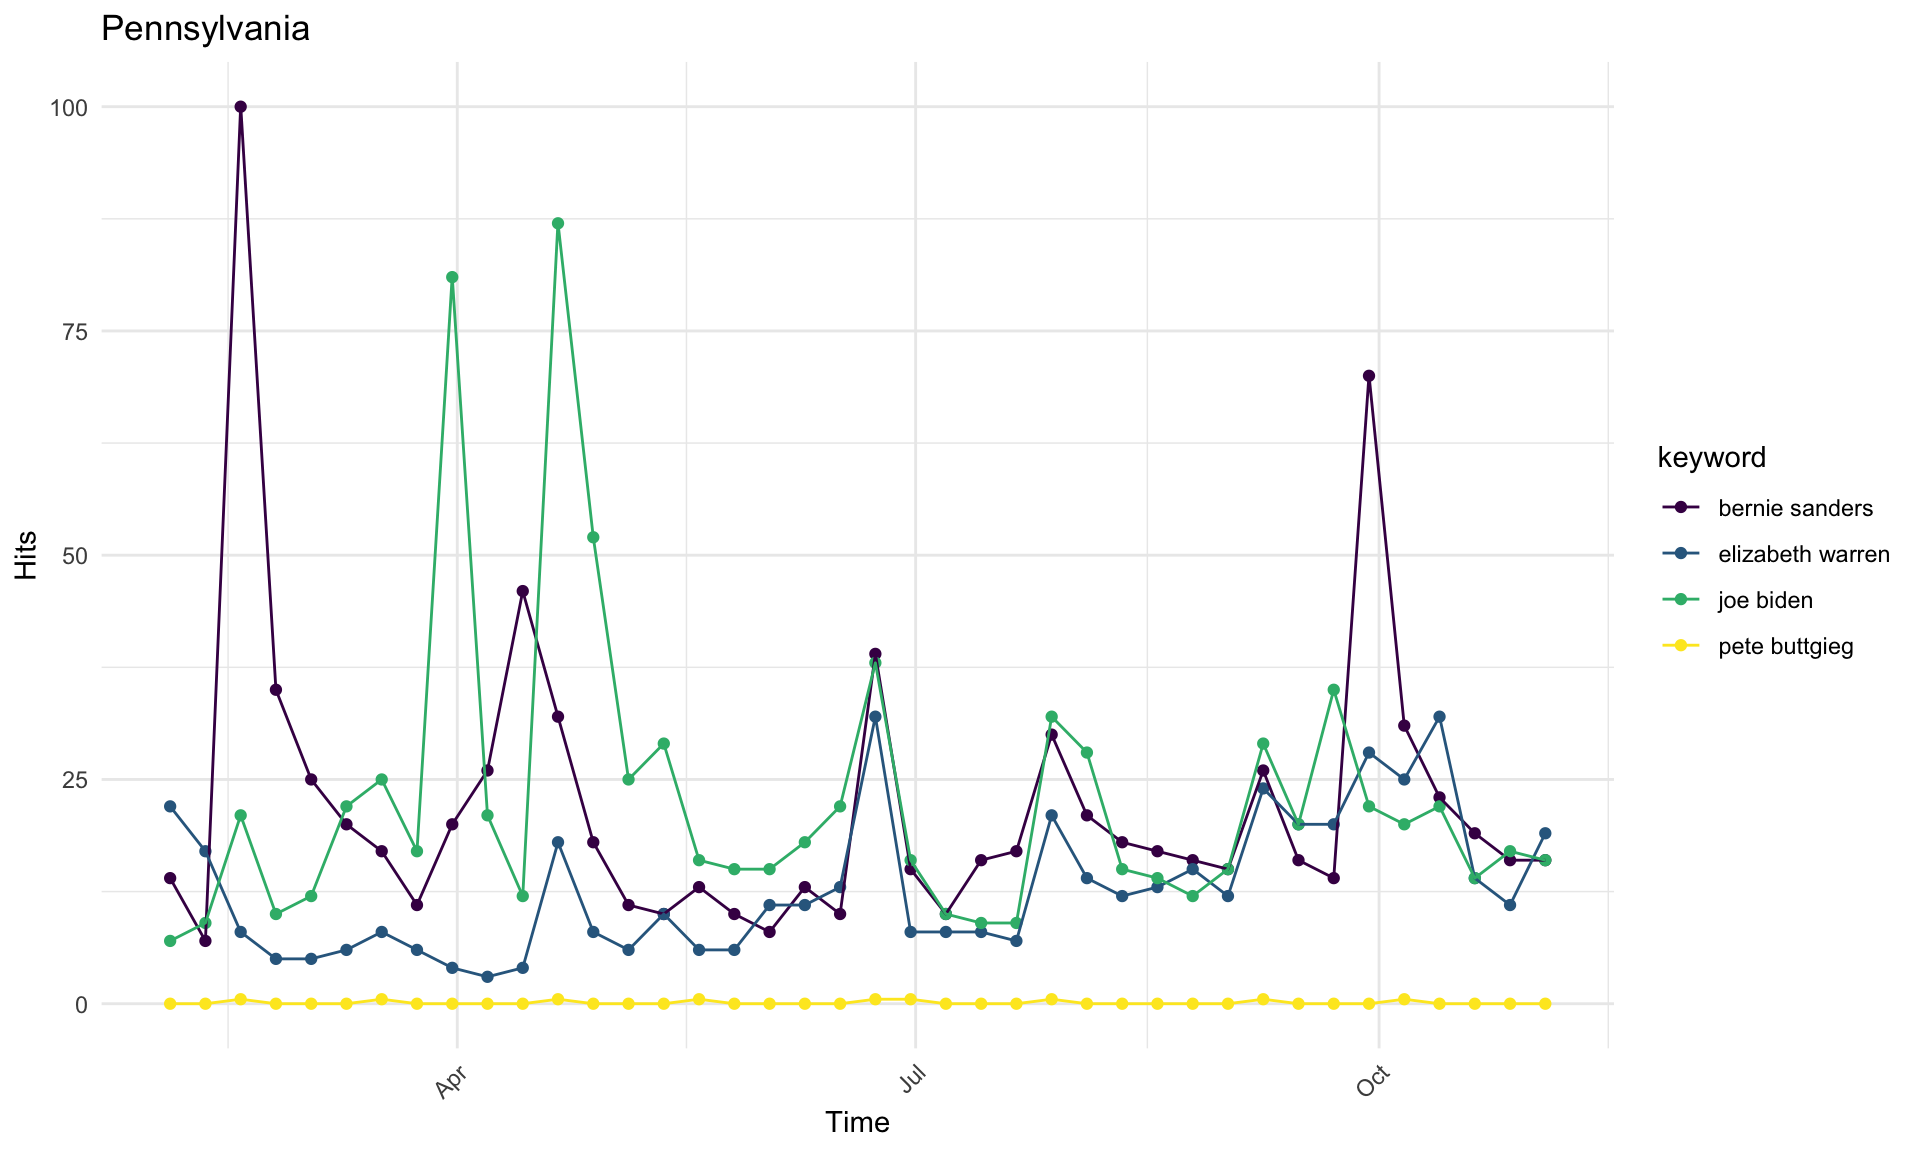 Pennsylvania
100
75
50
25
0
Hits
Apr
Jul
Oct
Time
keyword
bernie sanders
elizabeth warren
joe biden
pete buttgieg